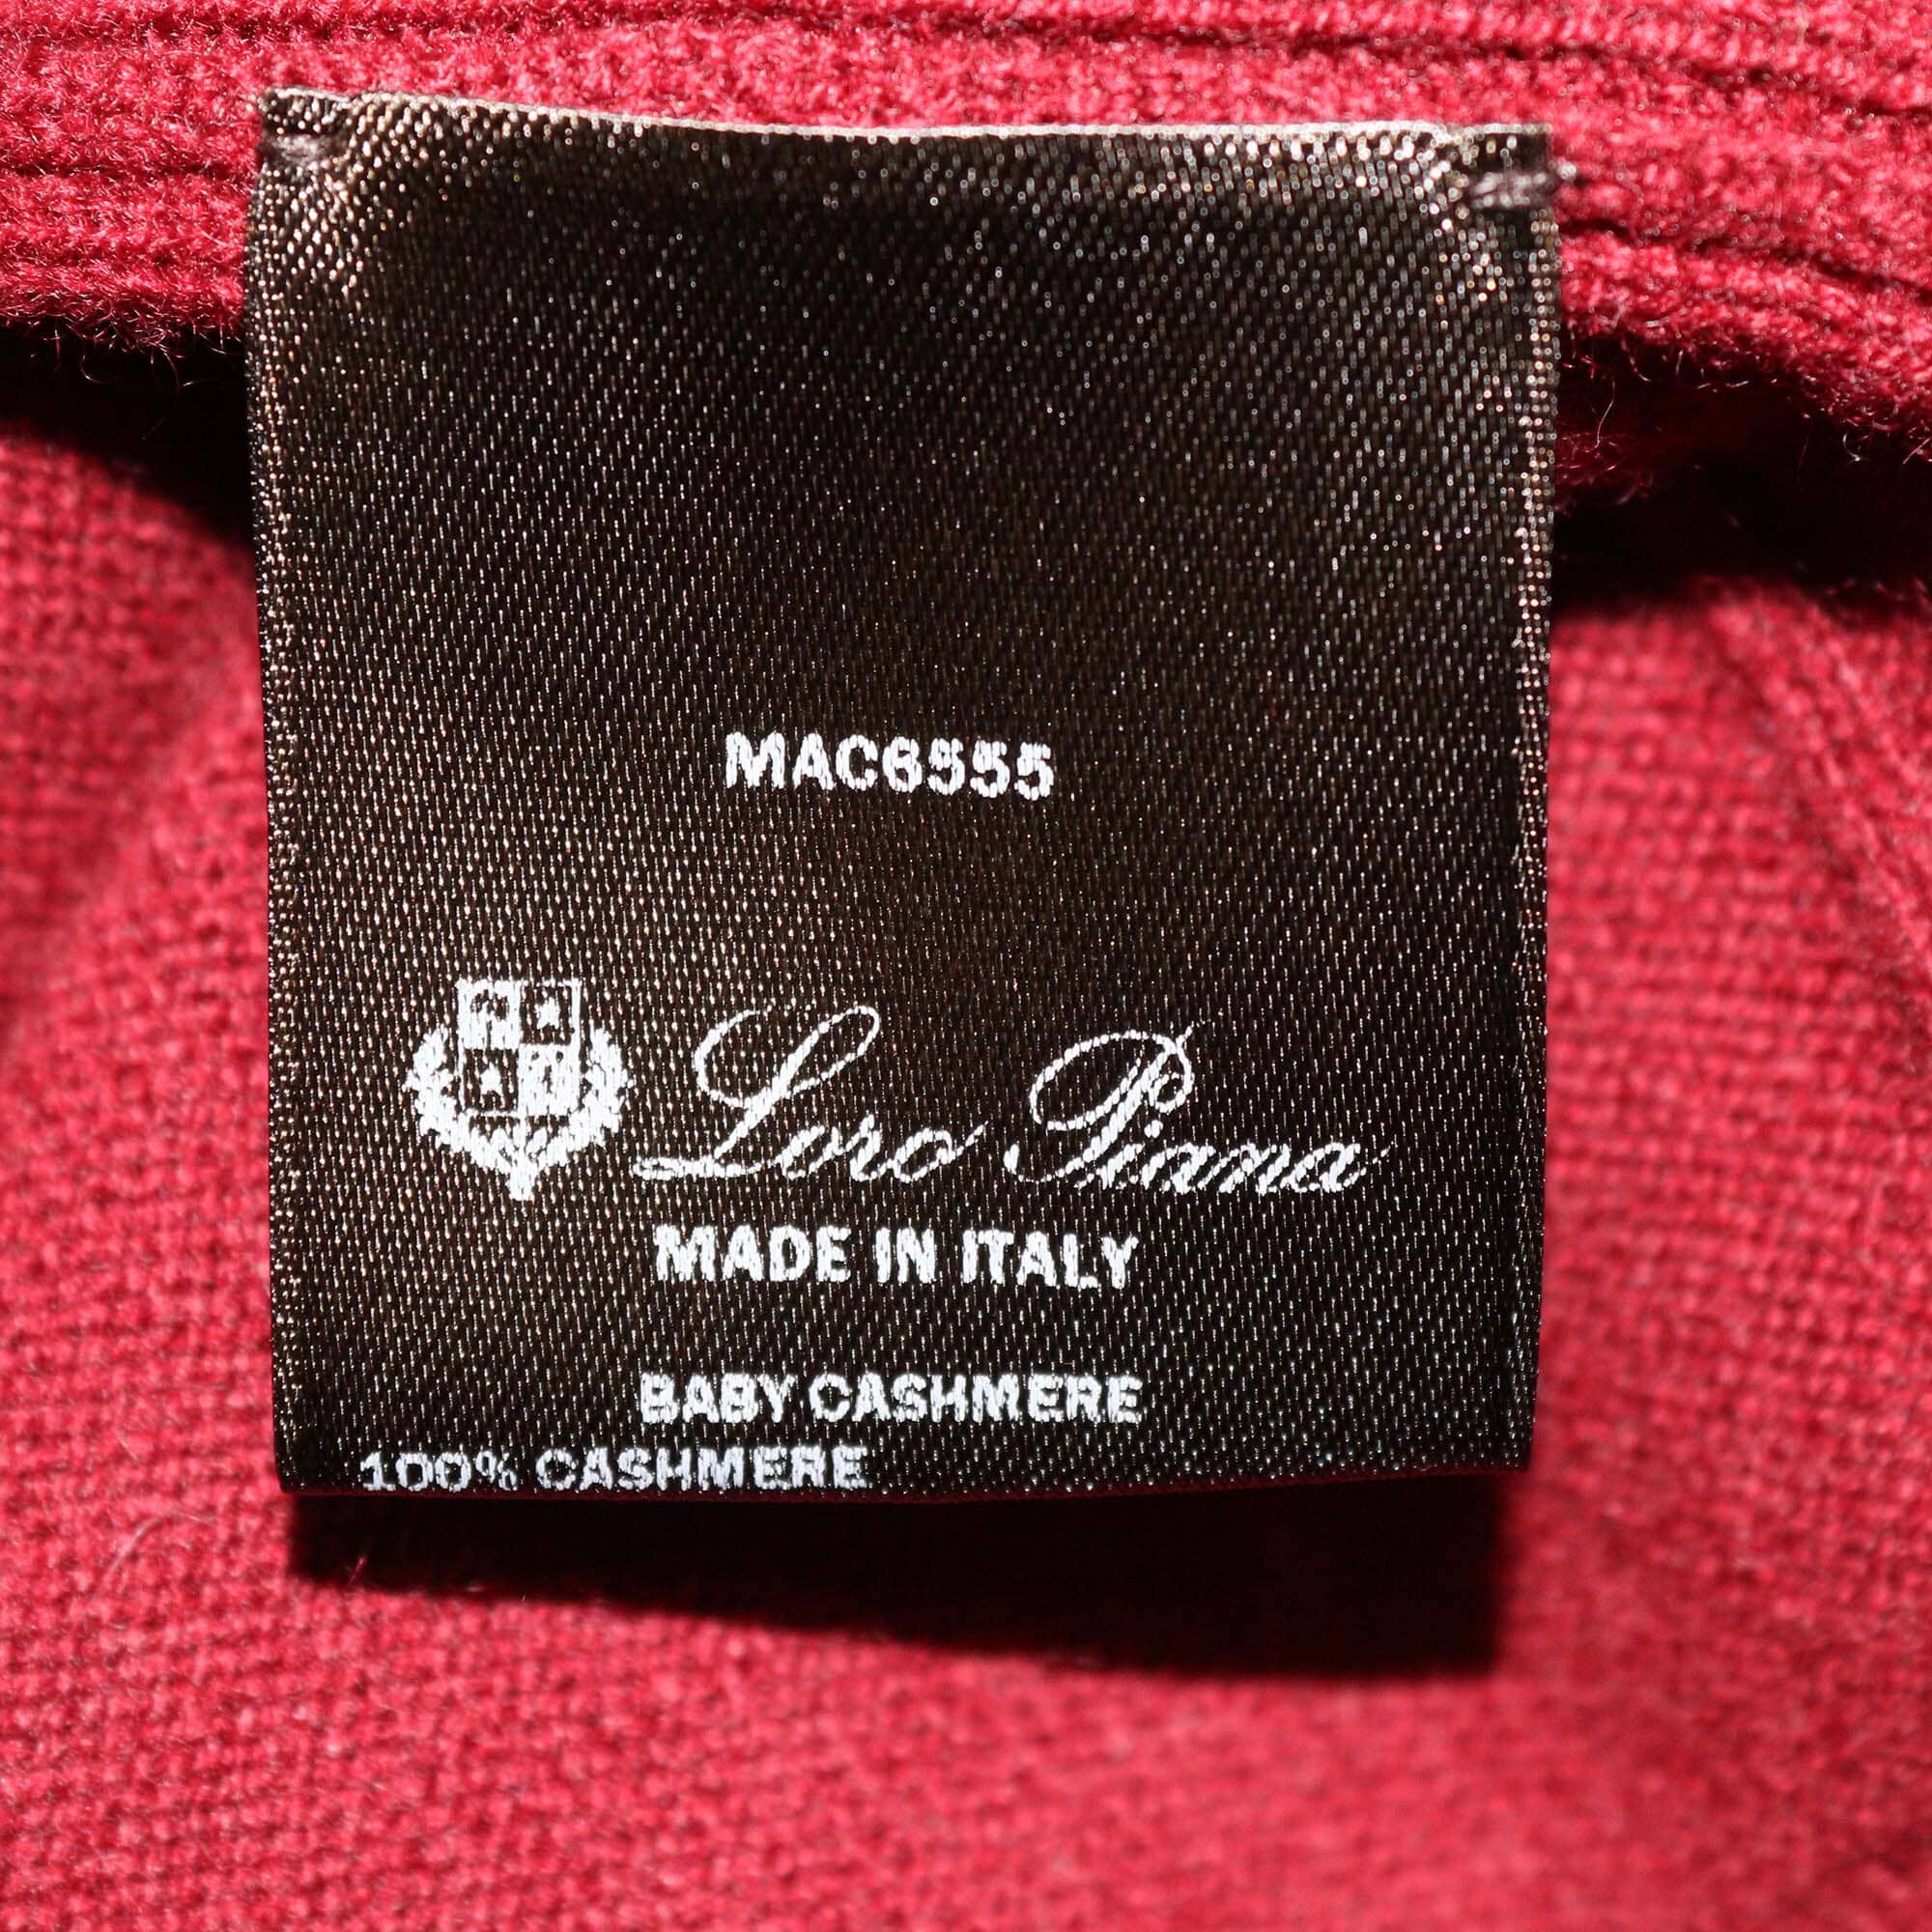 MAC6555
Loro Piana
MADE IN ITALY
BABY CASHMERE
100% CASHMERE